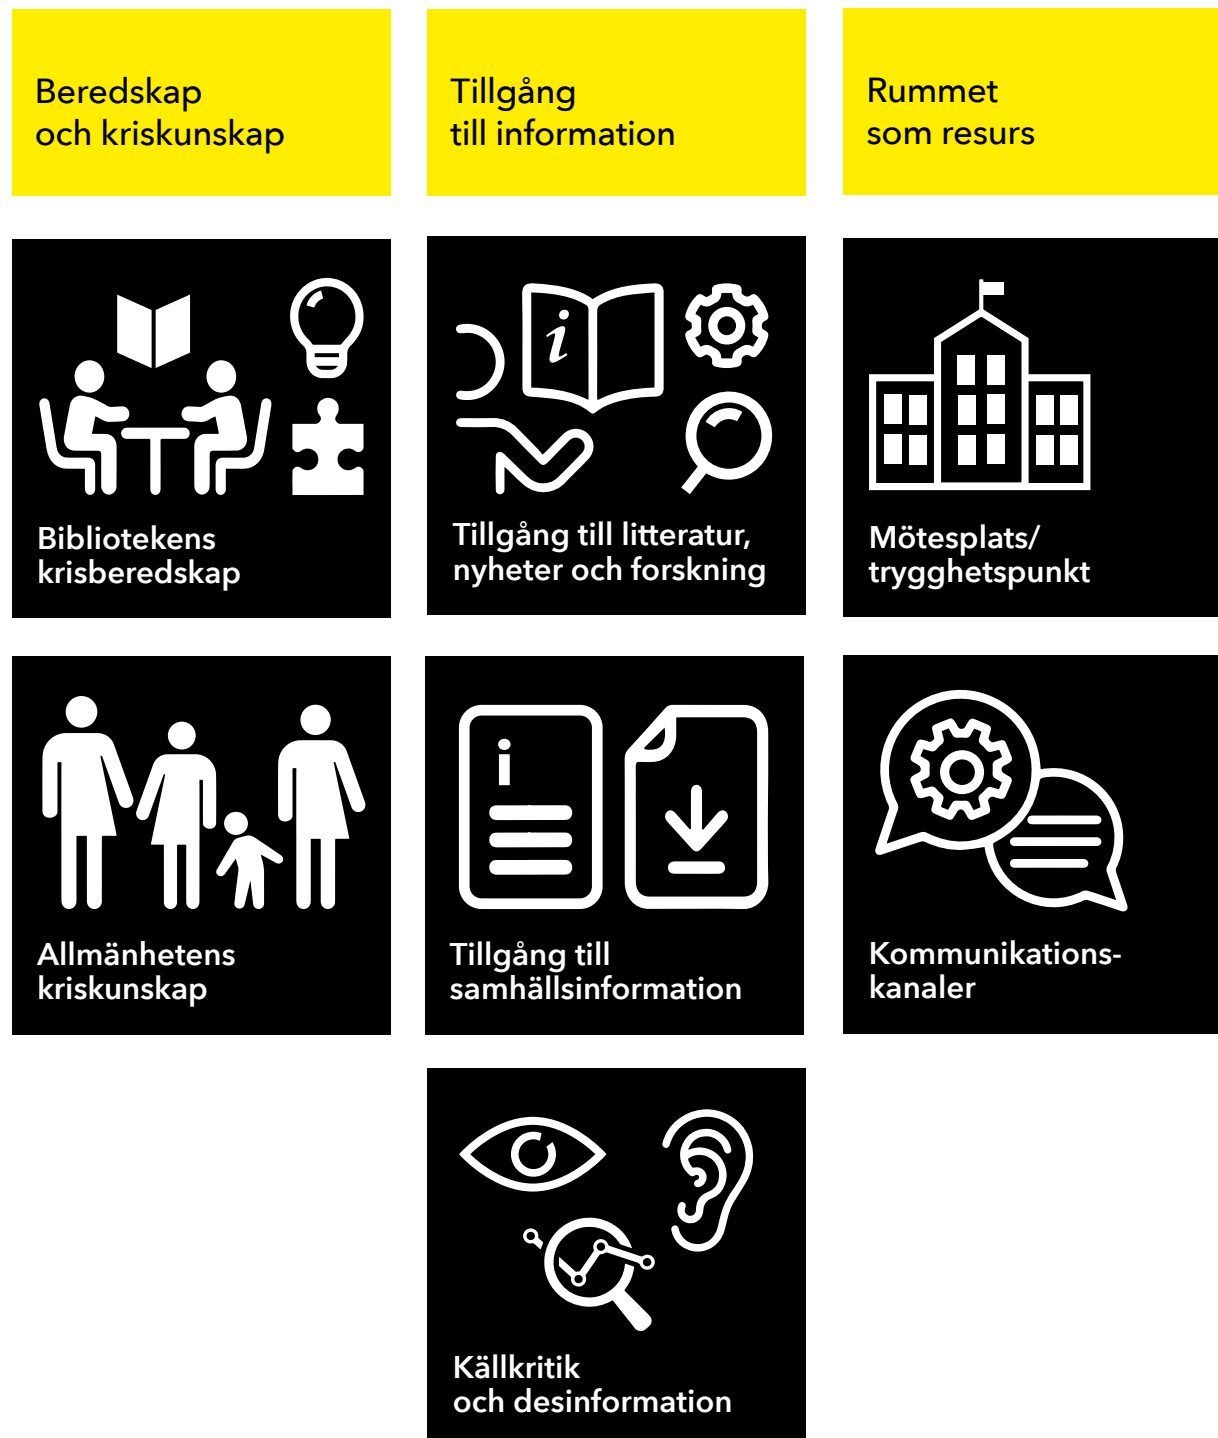 Beredskap
och kriskunskap
Tillgång
till information
Rummet
som resurs
Bibliotekens
krisberedskap
Tillgång till litteratur,
nyheter och forskning
Mötesplats/
trygghetspunkt
Allmänhetens
kriskunskap
i
Tillgång till
samhällsinformation
Kommunikations-
kanaler
Källkritik
och desinformation